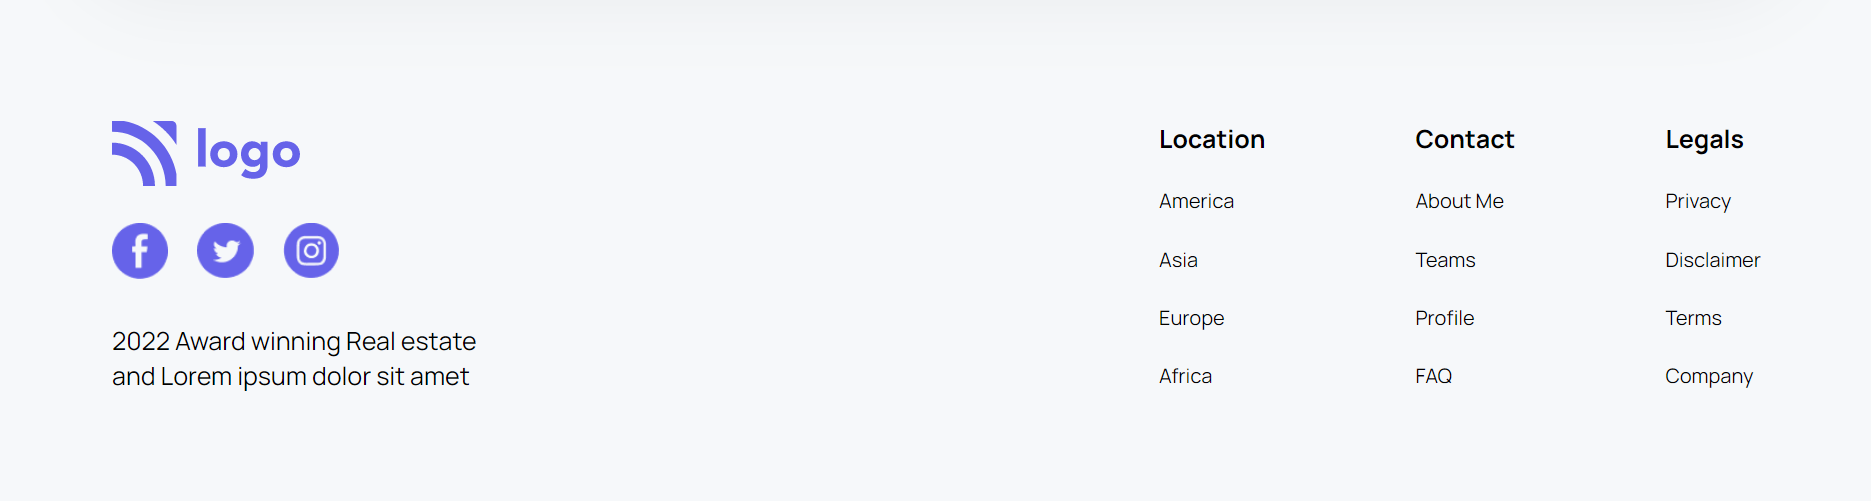 logo
2022 Award winning Real estate
and Lorem ipsum dolor sit amet
Location
America
Asia
Europe
Africa
Contact
About Me
Teams
Profile
FAQ
Legals
Privacy
Disclaimer
Terms
Company